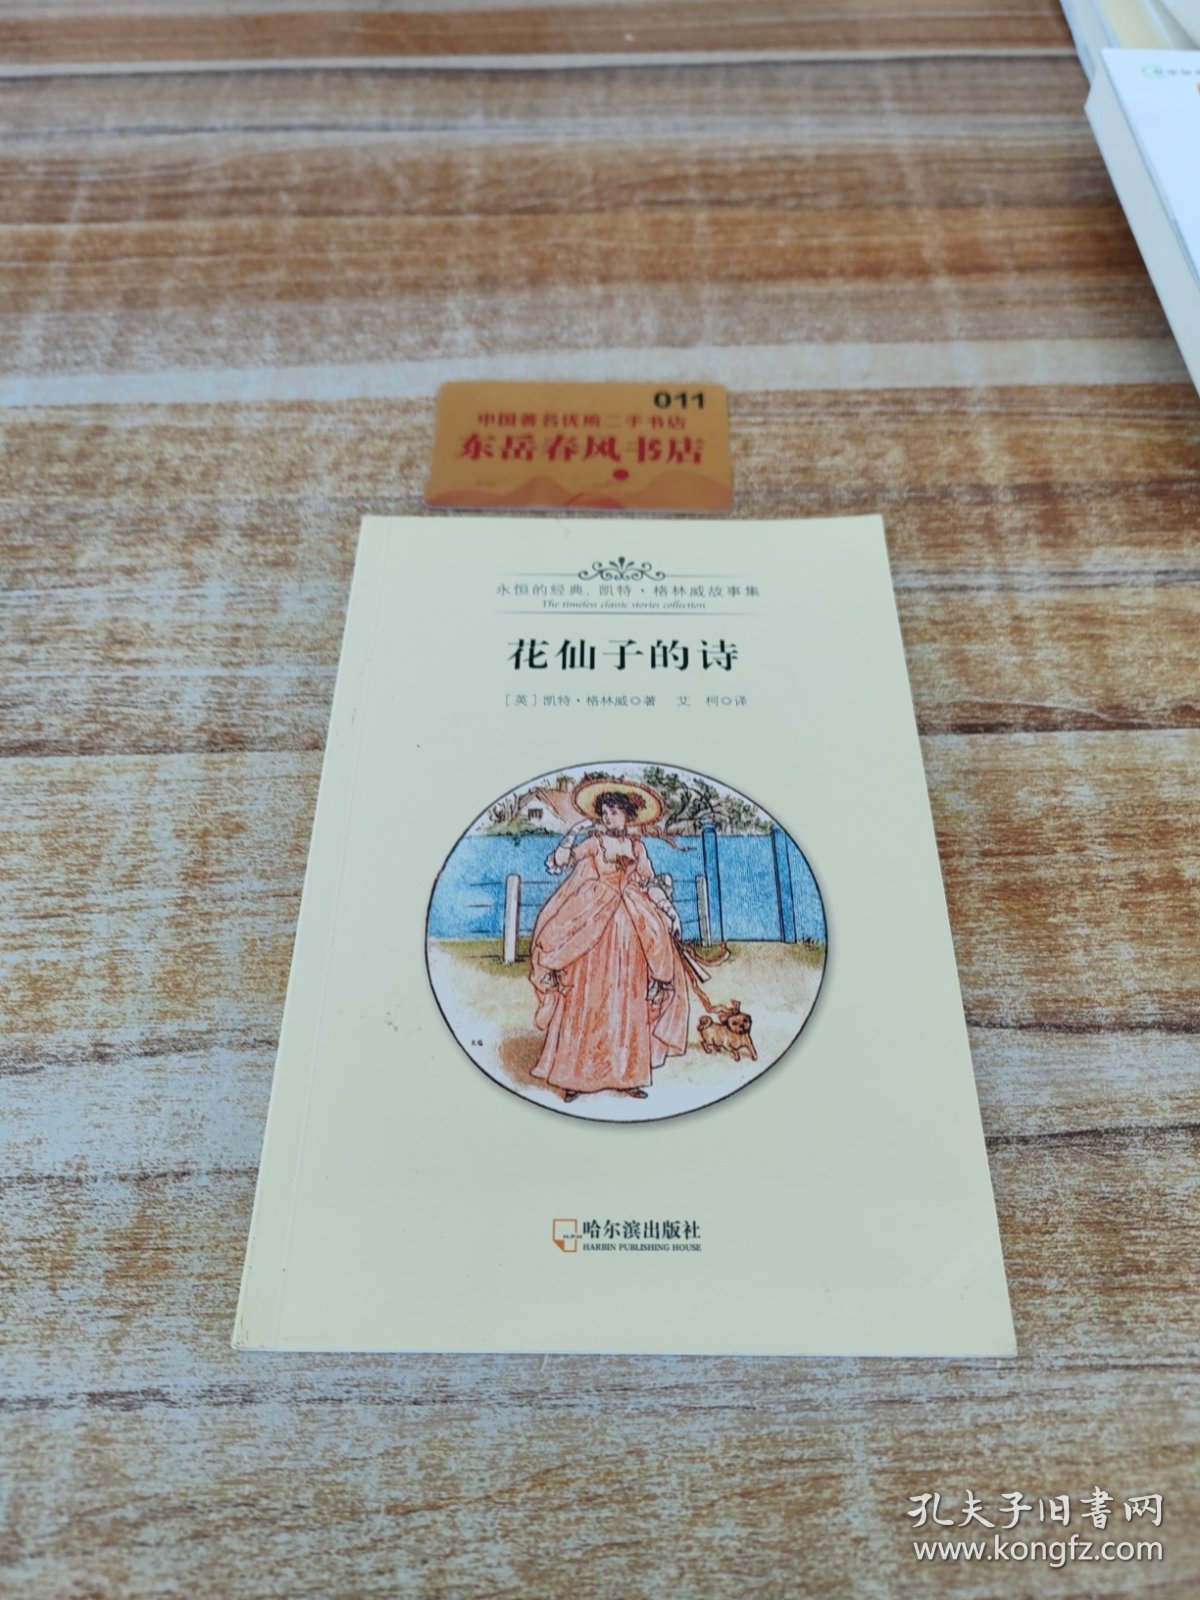 011
中国著名优质二手书店
东岳春风书店
永恒的经典、凯特·格林威故事集
The timeless classic stories collection
花仙子的诗
[英]凯特·格林威○著 艾 柯○译
KG
哈尔滨出版社
HARBIN PUBLISHING HOUSE
孔夫子旧书网
www.kongfz.com